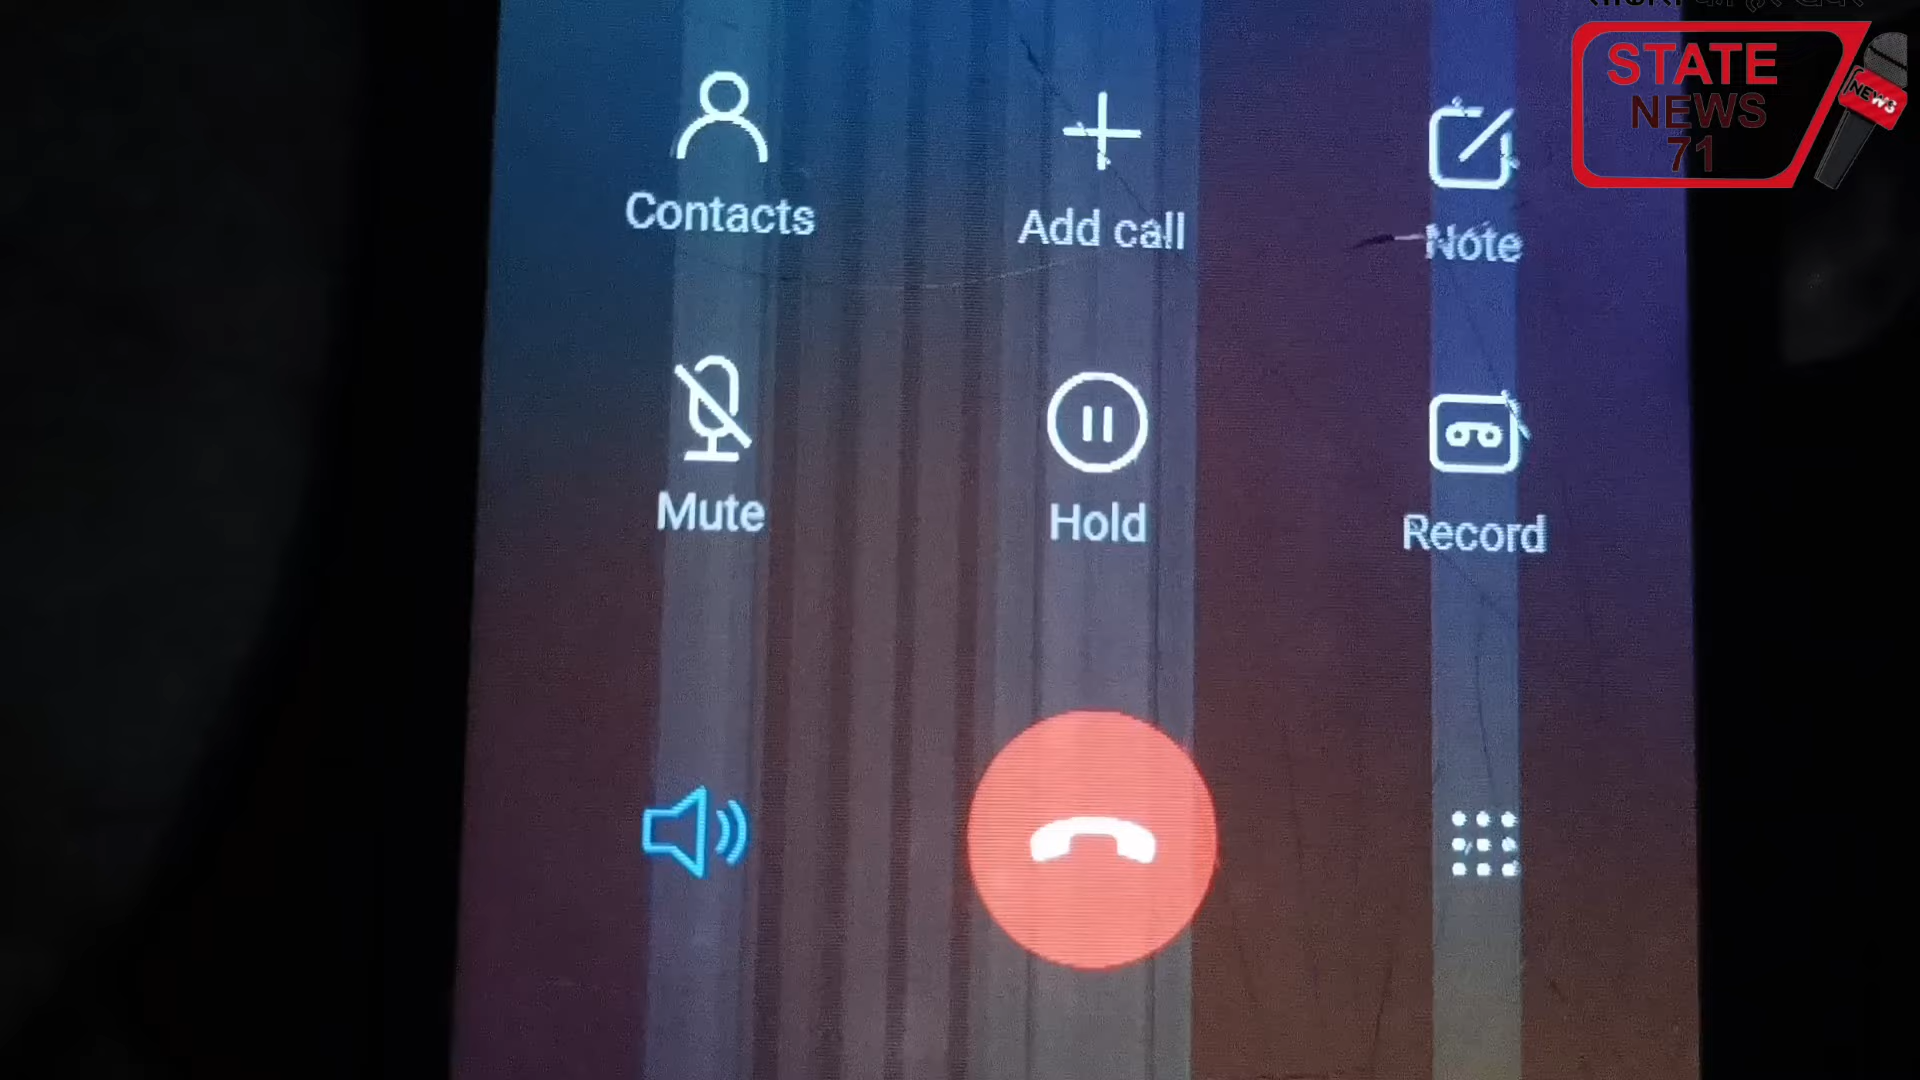 STATE
NEWS
71
NEWS
Contacts
Add call
Note
Mute
Hold
Record